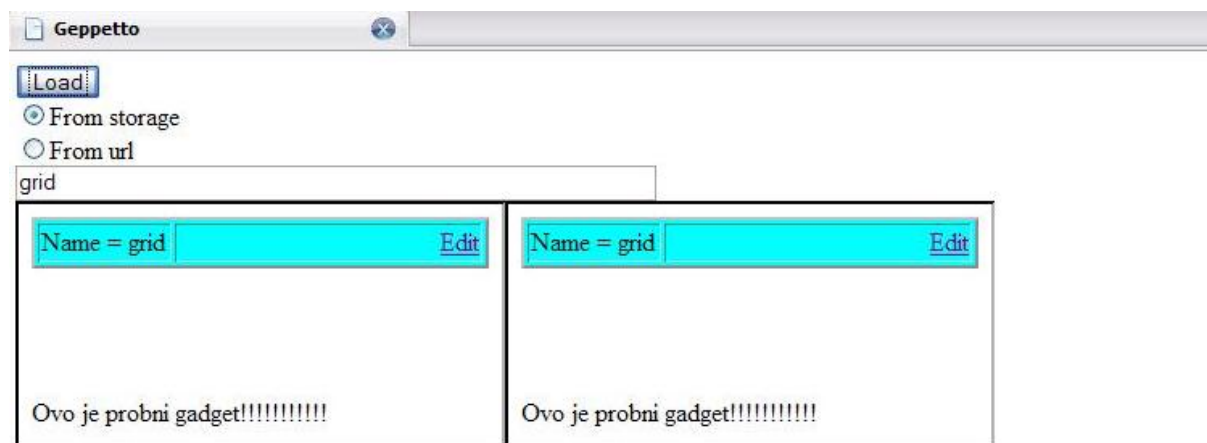 Geppetto
Load
From storage
From url
grid
Name = grid Edit Name = grid Edit
Ovo je probni gadget!!!!!!!!!!! Ovo je probni gadget!!!!!!!!!!!